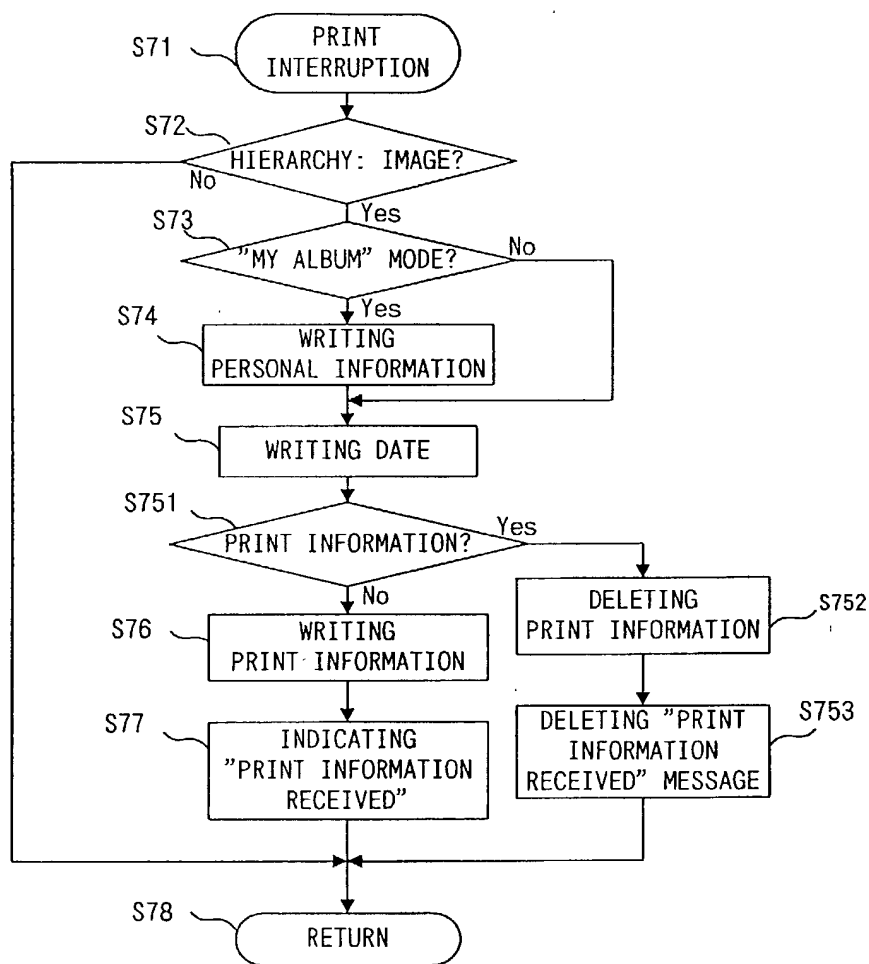 S71
PRINT
INTERRUPTION
S72
HIERARCHY: IMAGE?
No
Yes
S73
"MY ALBUM" MODE?
No
Yes
S74
WRITING
PERSONAL INFORMATION
S75
WRITING DATE
S751
PRINT INFORMATION?
Yes
No
S76
WRITING
PRINT INFORMATION
DELETING
PRINT INFORMATION
S752
S77
INDICATING
"PRINT INFORMATION
RECEIVED"
DELETING "PRINT
INFORMATION
RECEIVED" MESSAGE
S753
S78
RETURN